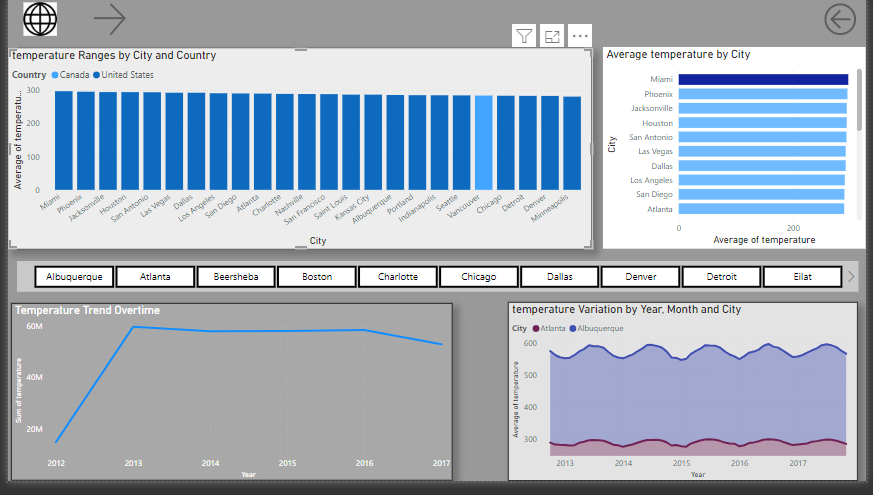 temperature Ranges by City and Country
Country Canada United States
Average of temperatu...
300
200
100
0
Miami
Phoenix
Jacksonville
Houston
San Antonio
Las Vegas
Dallas
Los Angeles
San Diego
Atlanta
Charlotte
Nashville
San Francisco
Saint Louis
Kansas City
Albuquerque
Portland
Indianapolis
Seattle
Vancouver
Chicago
Detroit
Denver
Minneapolis
City
Average temperature by City
City
Miami
Phoenix
Jacksonville
Houston
San Antonio
Las Vegas
Dallas
Los Angeles
San Diego
Atlanta
0 200
Average of temperature
Albuquerque Atlanta Beersheba Boston Charlotte Chicago Dallas Denver Detroit Eilat
Temperature Trend Overtime
Sum of temperature
60M
40M
20M
2012 2013 2014 2015 2016 2017
Year
temperature Variation by Year, Month and City
City Atlanta Albuquerque
Average of temperature
600
500
400
300
2013 2014 2015 2016 2017
Year